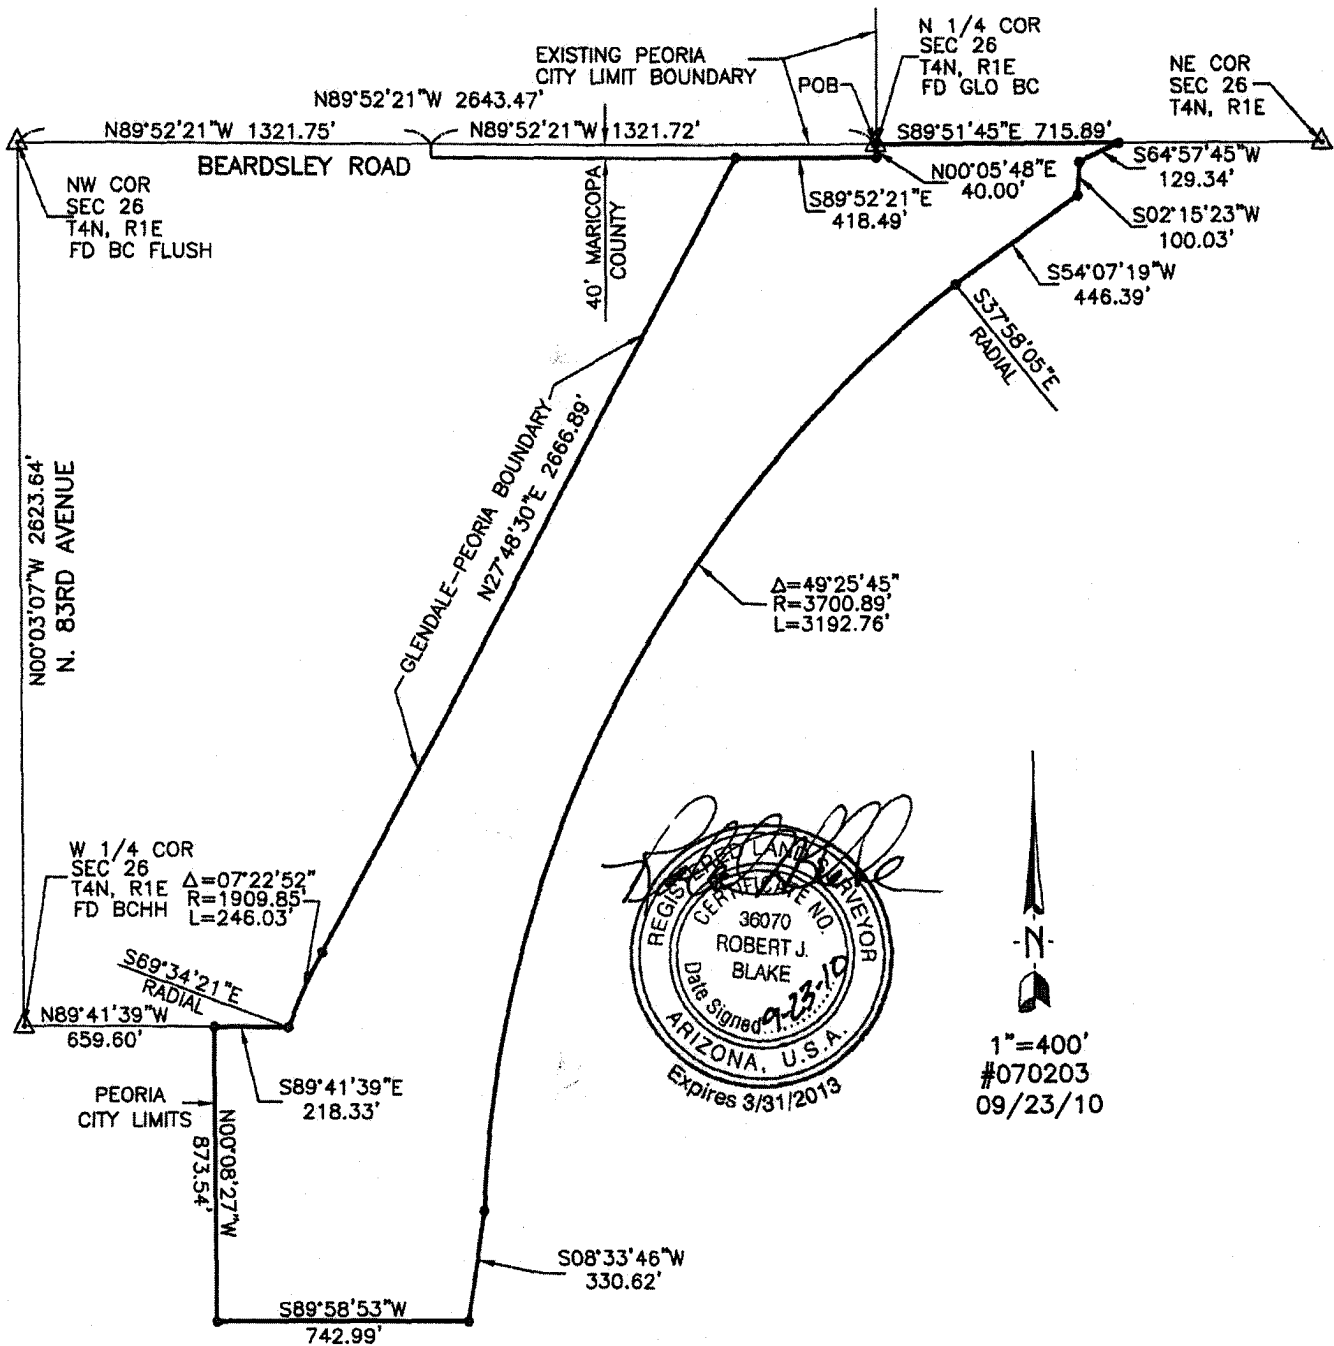 EXISTING PEORIA
CITY LIMIT BOUNDARY
N 1/4 COR
SEC 26
T4N, R1E
FD GLO BC
POB
NE COR
SEC 26
T4N, R1E
N89°52'21"W 2643.47'
N89°52'21"W 1321.75'
N89°52'21"W 1321.72'
S89°51'45"E 715.89'
BEARDSLEY ROAD
NW COR
SEC 26
T4N, R1E
FD BC FLUSH
40' MARICOPA
COUNTY
S89°52'21"E
418.49'
N00°05'48"E
40.00'
S64°57'45"W
129.34'
S02°15'23"W
100.03'
S54°07'19"W
446.39'
S37°58'05"E
RADIAL
GLENDALE-PEORIA BOUNDARY
N27°48'30"E 2666.89'
N00°03'07"W 2623.64'
N. 83RD AVENUE
Δ=49°25'45"
R=3700.89'
L=3192.76'
W 1/4 COR
SEC 26
T4N, R1E
FD BCHH
Δ=07°22'52"
R=1909.85'
L=246.03'
S69°34'21"E
RADIAL
N89°41'39"W
659.60'
S89°41'39"E
218.33'
PEORIA
CITY LIMITS
N00°08'27"W
873.54'
S08°33'46"W
330.62'
S89°58'53"W
742.99'
REGISTERED LAND SURVEYOR
CERTIFICATE NO.
36070
ROBERT J.
BLAKE
Date Signed 9-23-10
ARIZONA, U.S.A.
Expires 3/31/2013
N
1"=400'
#070203
09/23/10